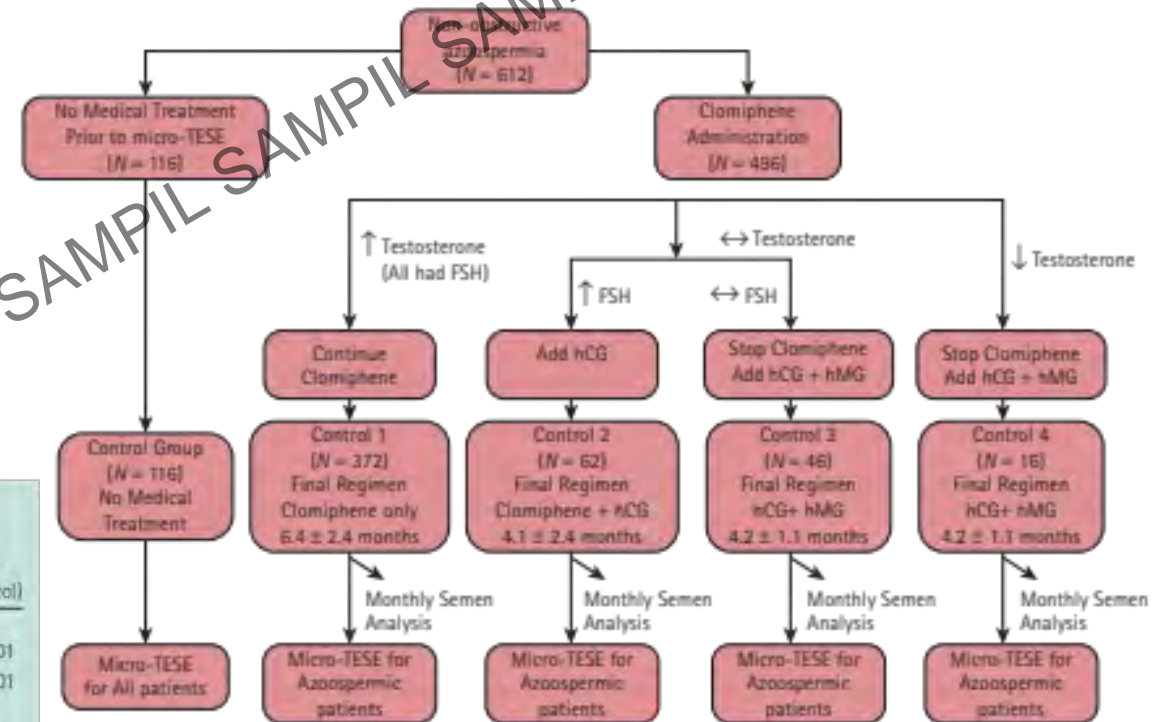 SAMPIL SAMPIL SAMPIL SAM
Non-obstructive
azoospermia
(N = 612)
No Medical Treatment
Prior to micro-TESE
(N = 116)
Clomiphene
Administration
(N = 496)
↑ Testosterone
(All had FSH)
↔ Testosterone
↓ Testosterone
↑ FSH
↔ FSH
Continue
Clomiphene
Add hCG
Stop Clomiphene
Add hCG + hMG
Stop Clomiphene
Add hCG + hMG
Control Group
(N = 116)
No Medical
Treatment
Control 1
(N = 372)
Final Regimen
Clomiphene only
6.4 ± 2.4 months
Control 2
(N = 62)
Final Regimen
Clomiphene + hCG
4.1 ± 2.4 months
Control 3
(N = 46)
Final Regimen
hCG+ hMG
4.2 ± 1.1 months
Control 4
(N = 16)
Final Regimen
hCG+ hMG
4.2 ± 1.1 months
Monthly Semen
Analysis
Monthly Semen
Analysis
Monthly Semen
Analysis
Monthly Semen
Analysis
Micro-TESE
for All patients
Micro-TESE for
Azoospermic
patients
Micro-TESE for
Azoospermic
patients
Micro-TESE for
Azoospermic
patients
Micro-TESE for
Azoospermic
patients
01
01